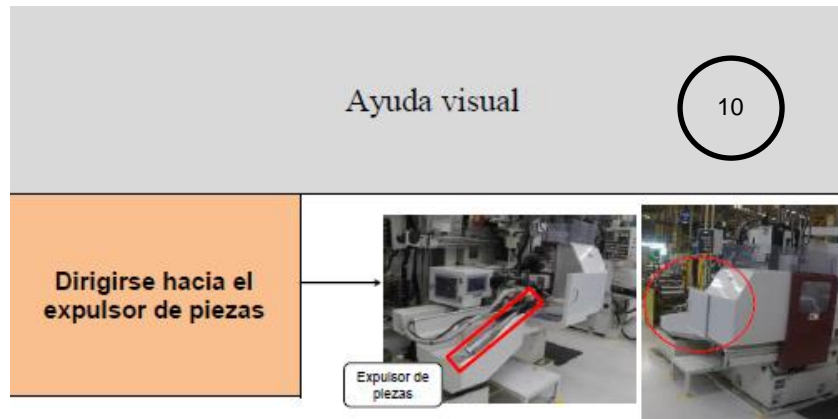 Ayuda visual
10
Dirigirse hacia el
expulsor de piezas
Expulsor de
piezas